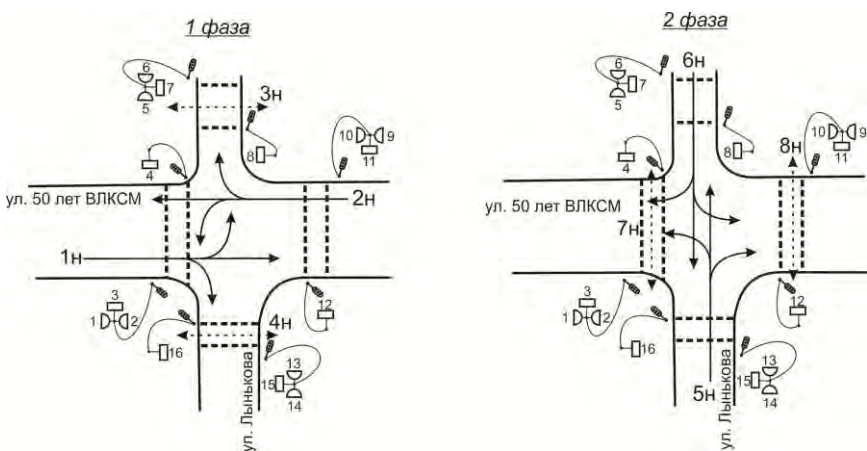 1 фаза
6
7
5
3н
10
9
11
4
8
ул. 50 лет ВЛКСМ
2н
1н
3
1
2
12
4н
16
13
15
14
ул. Лынькова
2 фаза
6н
6
7
5
10
9
11
8н
4
8
ул. 50 лет ВЛКСМ
7н
3
1
2
12
16
13
15
14
5н
ул. Лынькова